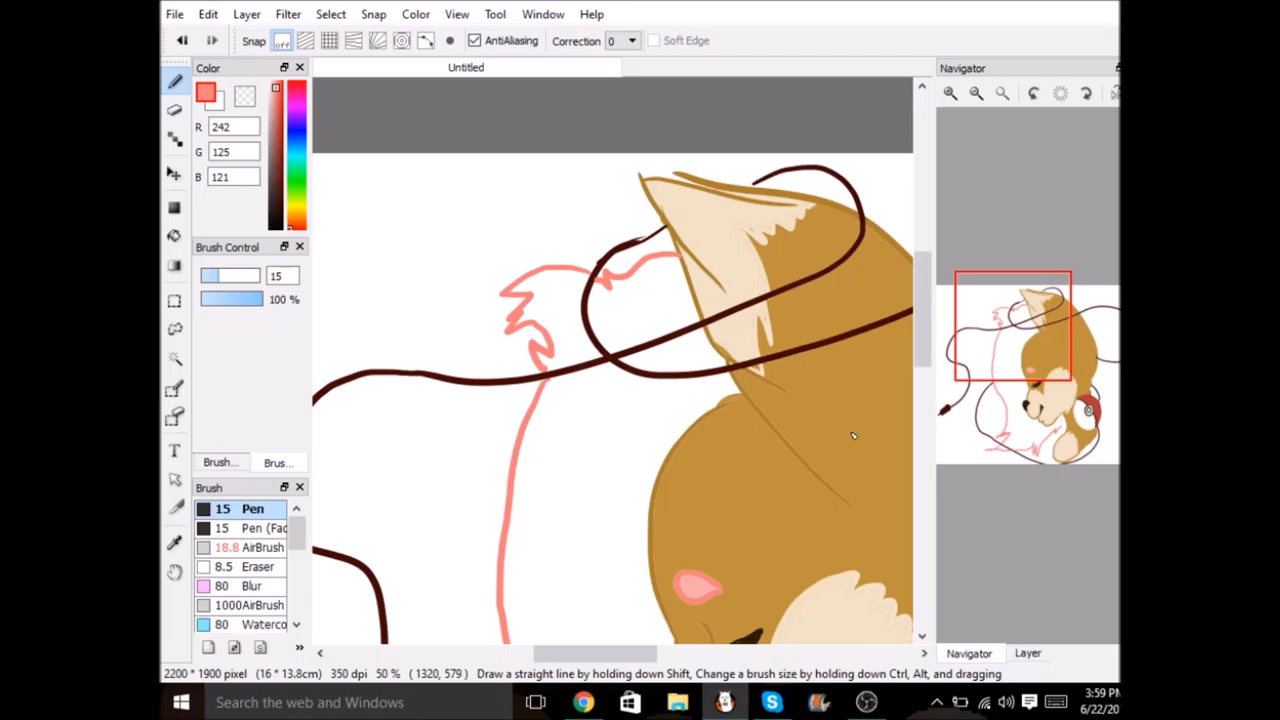 File Edit Layer Filter Select Snap Color View Tool Window Help
Snap off AntiAliasing Correction 0 Soft Edge
Color
Untitled
Navigator
R 242
G 125
B 121
Brush Control
15
100 %
Brush... Brus...
Brush
15 Pen
15 Pen (Fad
18.8 AirBrush
8.5 Eraser
80 Blur
1000 AirBrush
80 Waterco
T
Navigator Layer
2200 * 1900 pixel (16 * 13.8cm) 350 dpi 50 % ( 1320, 579 ) Draw a straight line by holding down Shift, Change a brush size by holding down Ctrl, Alt, and dragging
Search the web and Windows
3:59 PM
6/22/20